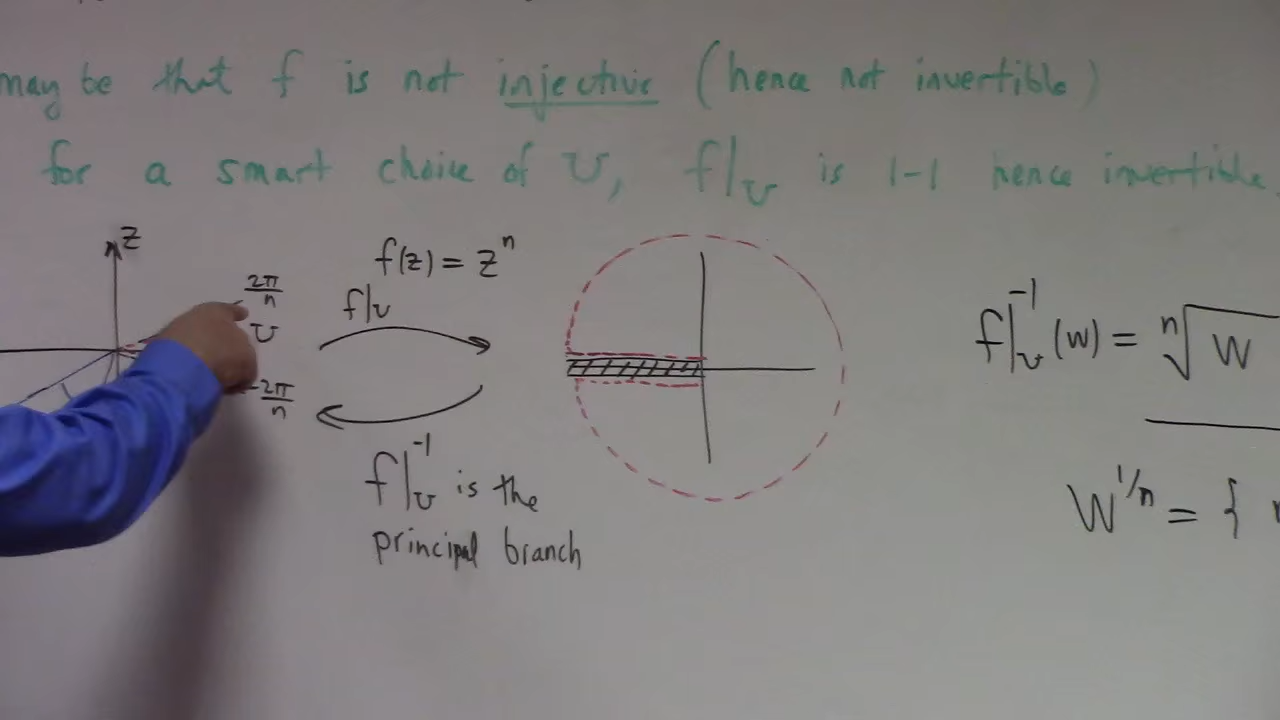 may be that f is not injective (hence not invertible)
for a smart choice of U, f|_U is 1-1 hence invertible
z
2π/n
U
-2π/n
f(z) = z^n
f|_U
f|_U^{-1} is the
principal branch
f|_U^{-1}(w) = ⁿ√w
W^{1/n} = {